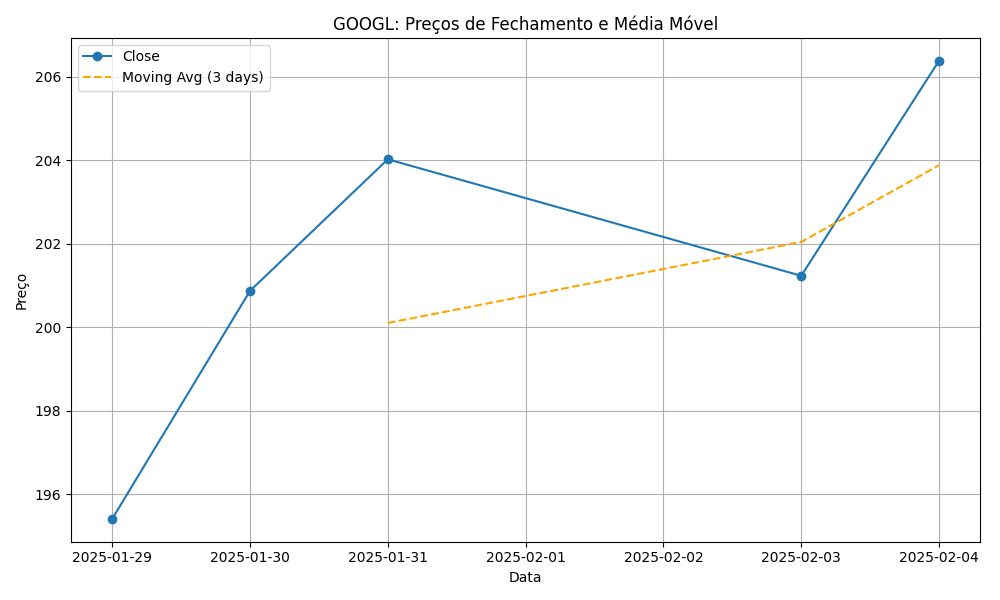 GOOGL: Preços de Fechamento e Média Móvel
Close
Moving Avg (3 days)
Preço
206
204
202
200
198
196
2025-01-29
2025-01-30
2025-01-31
2025-02-01
2025-02-02
2025-02-03
2025-02-04
Data